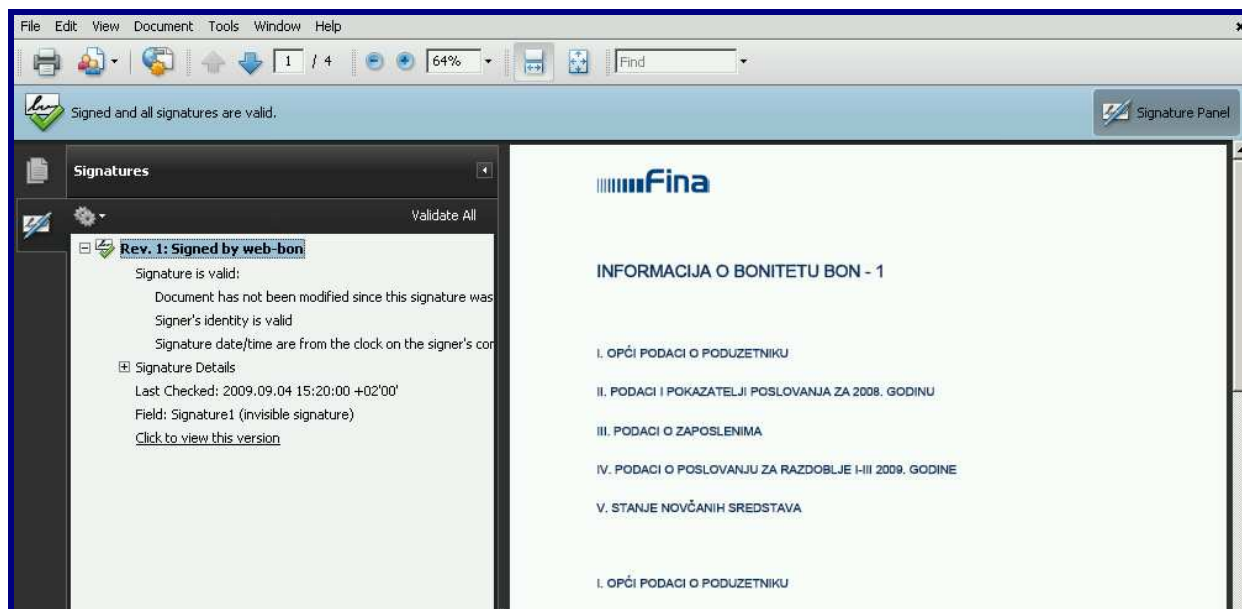 File Edit View Document Tools Window Help
1 / 4 64% Find
Signed and all signatures are valid. Signature Panel
Signatures
Validate All
Rev. 1: Signed by web-bon
Signature is valid:
Document has not been modified since this signature was
Signer's identity is valid
Signature date/time are from the clock on the signer's con
Signature Details
Last Checked: 2009.09.04 15:20:00 +02'00'
Field: Signature1 (invisible signature)
Click to view this version
Fina
INFORMACIJA O BONITETU BON - 1
I. OPĆI PODACI O PODUZETNIKU
II. PODACI I POKAZATELJI POSLOVANJA ZA 2008. GODINU
III. PODACI O ZAPOSLENIMA
IV. PODACI O POSLOVANJU ZA RAZDOBLJE I-III 2009. GODINE
V. STANJE NOVČANIH SREDSTAVA
I. OPĆI PODACI O PODUZETNIKU